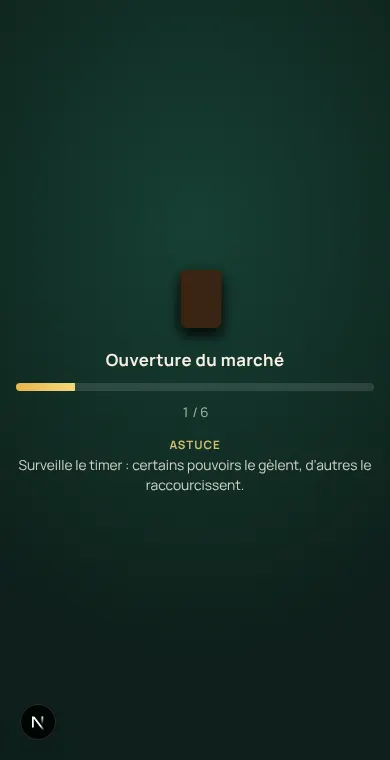 Ouverture du marché
1 / 6
ASTUCE
Surveille le timer : certains pouvoirs le gèlent, d'autres le
raccourcissent.
N